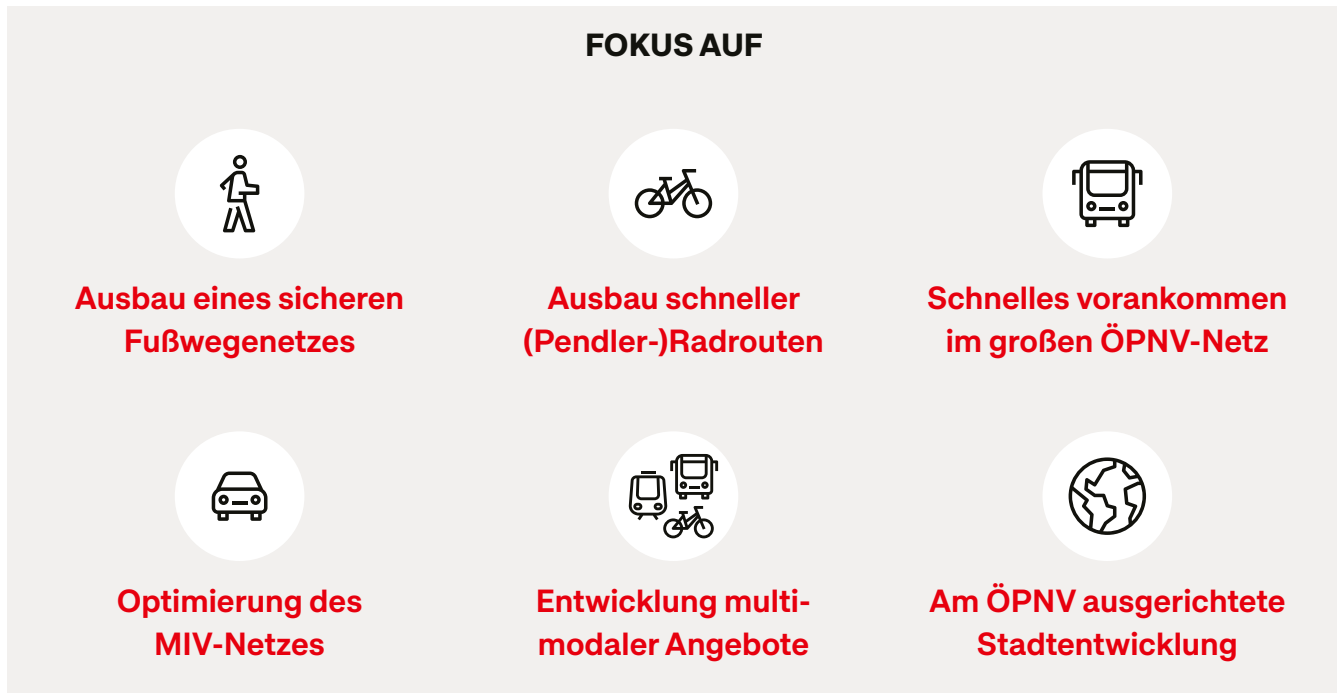 FOKUS AUF
Ausbau eines sicheren
Fußwegenetzes
Ausbau schneller
(Pendler-)Radrouten
Schnelles vorankommen
im großen ÖPNV-Netz
Optimierung des
MIV-Netzes
Entwicklung multi-
modaler Angebote
Am ÖPNV ausgerichtete
Stadtentwicklung